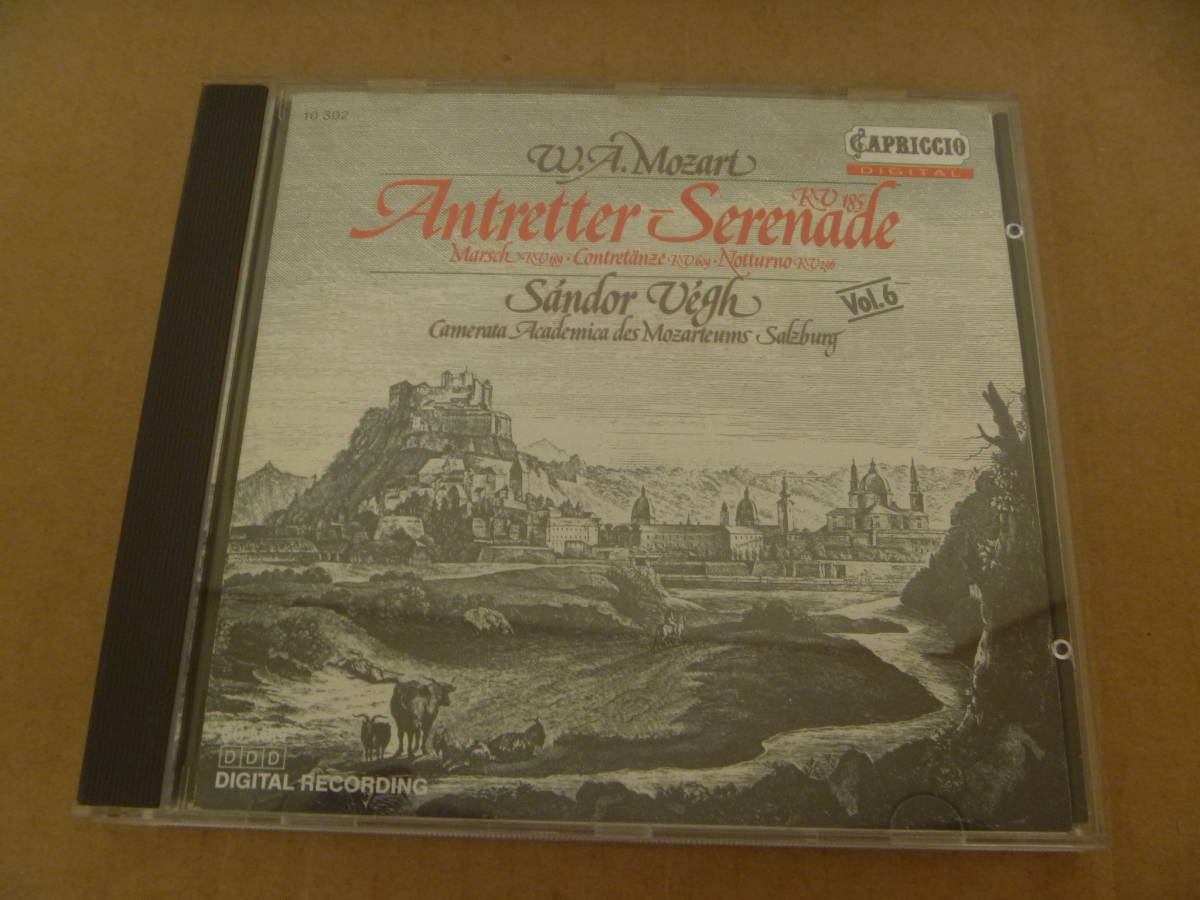 10 302
CAPRICCIO
DIGITAL
W. A. Mozart
Antretter-Serenade KV 185
Marsch KV 189 · Contretänze KV 609 · Notturno KV 286
Sándor Végh
Vol. 6
Camerata Academica des Mozarteums Salzburg
DDD
DIGITAL RECORDING